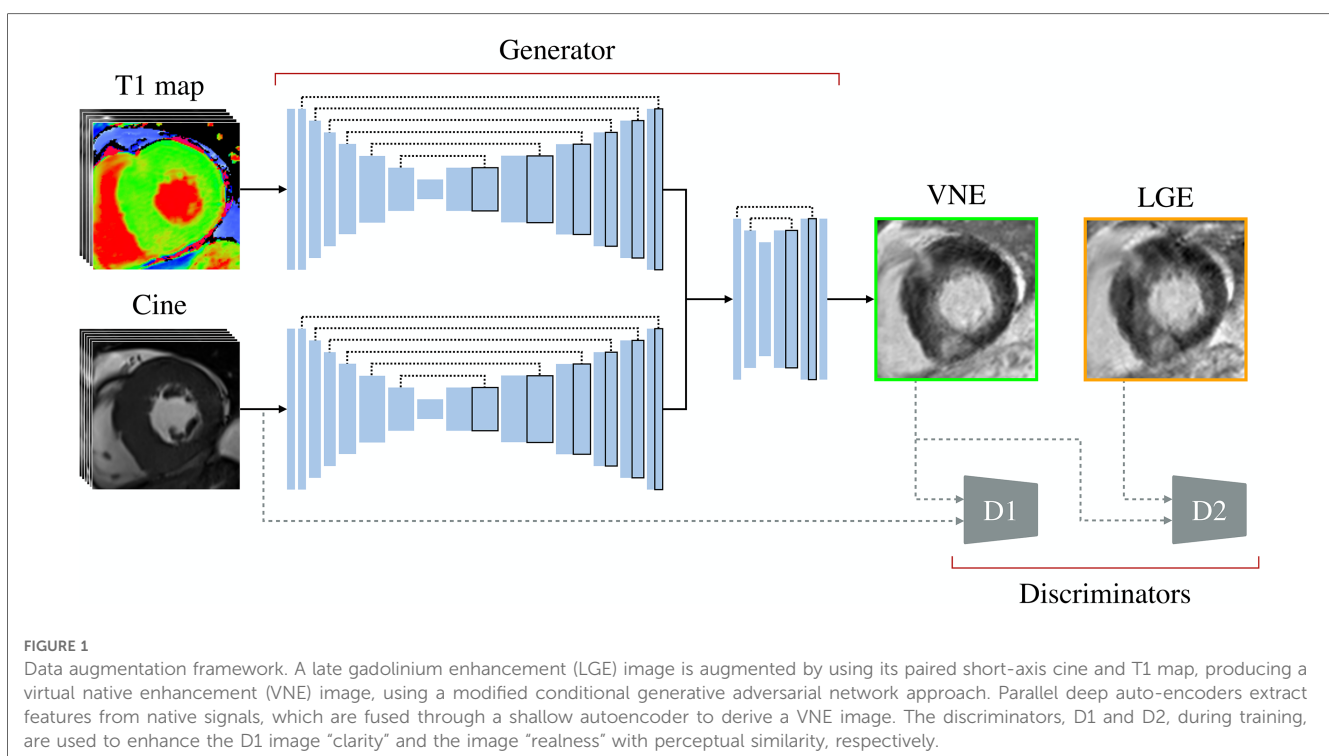 Generator
T1 map
Cine
VNE
LGE
D1
D2
Discriminators
FIGURE 1
Data augmentation framework. A late gadolinium enhancement (LGE) image is augmented by using its paired short-axis cine and T1 map, producing a
virtual native enhancement (VNE) image, using a modified conditional generative adversarial network approach. Parallel deep auto-encoders extract
features from native signals, which are fused through a shallow autoencoder to derive a VNE image. The discriminators, D1 and D2, during training,
are used to enhance the D1 image “clarity” and the image “realness” with perceptual similarity, respectively.